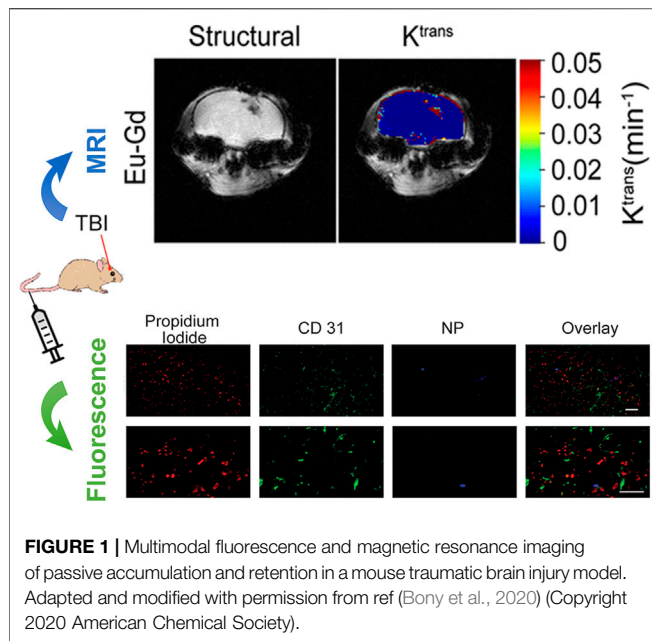 Structural
K^trans
Eu-Gd
0.05
0.04
0.03
0.02
0.01
0
K^trans(min^-1)
MRI
TBI
Fluorescence
Propidium
Iodide
CD 31
NP
Overlay
FIGURE 1 | Multimodal fluorescence and magnetic resonance imaging
of passive accumulation and retention in a mouse traumatic brain injury model.
Adapted and modified with permission from ref (Bony et al., 2020) (Copyright
2020 American Chemical Society).